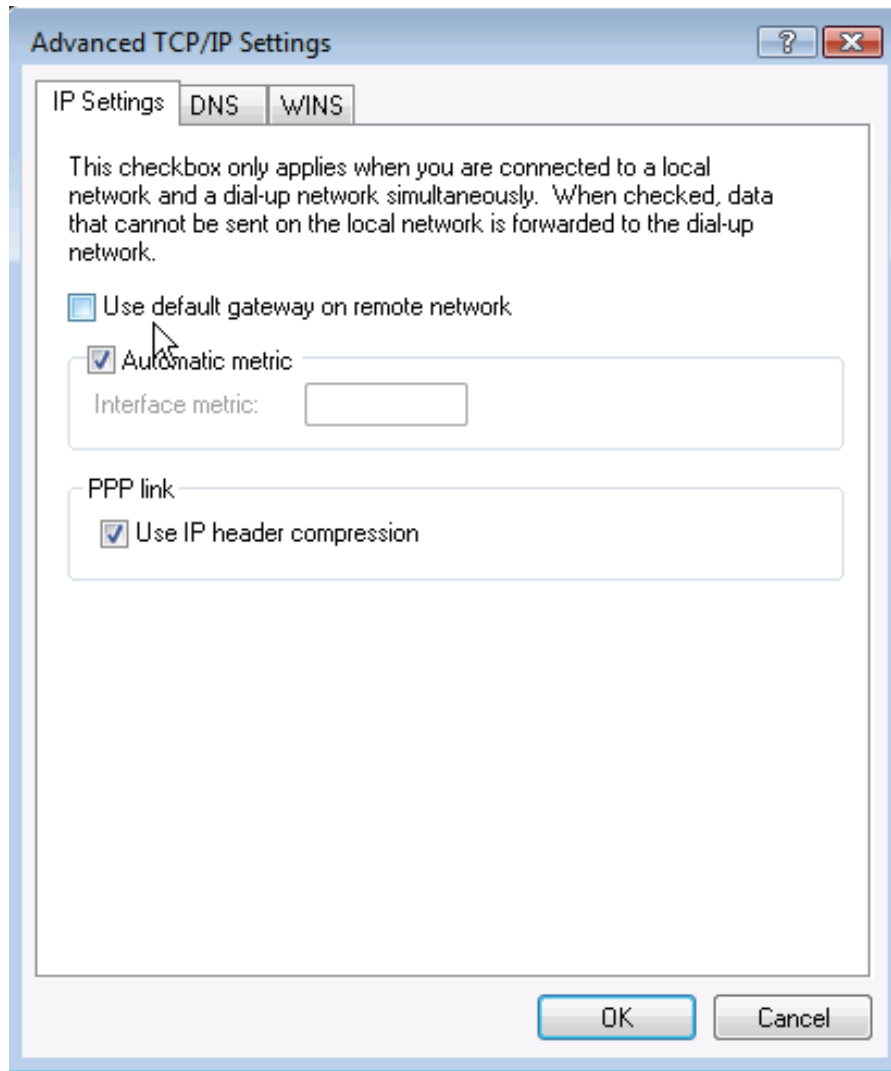 Advanced TCP/IP Settings
?
IP Settings
DNS
WINS
This checkbox only applies when you are connected to a local
network and a dial-up network simultaneously. When checked, data
that cannot be sent on the local network is forwarded to the dial-up
network.
Use default gateway on remote network
Automatic metric
Interface metric:
PPP link
Use IP header compression
OK
Cancel